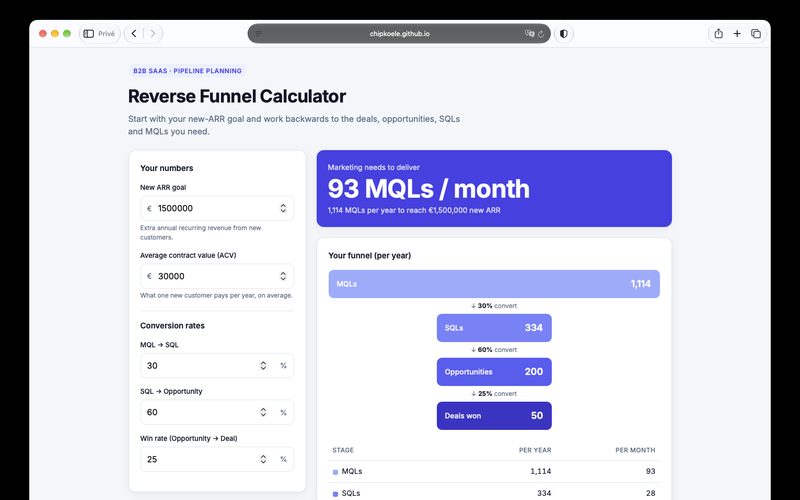 Privé
chipkoele.github.io
B2B SAAS · PIPELINE PLANNING
Reverse Funnel Calculator
Start with your new-ARR goal and work backwards to the deals, opportunities, SQLs
and MQLs you need.
Your numbers
New ARR goal
€ 1500000
Extra annual recurring revenue from new
customers.
Average contract value (ACV)
€ 30000
What one new customer pays per year, on average.
Conversion rates
MQL → SQL
30 %
SQL → Opportunity
60 %
Win rate (Opportunity → Deal)
25 %
Marketing needs to deliver
93 MQLs / month
1,114 MQLs per year to reach €1,500,000 new ARR
Your funnel (per year)
MQLs 1,114
↓ 30% convert
SQLs 334
↓ 60% convert
Opportunities 200
↓ 25% convert
Deals won 50
STAGE PER YEAR PER MONTH
MQLs 1,114 93
SQLs 334 28